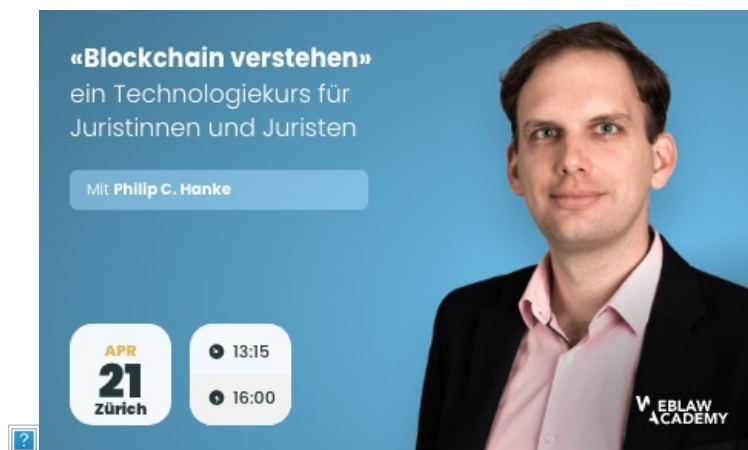 «Blockchain verstehen»
ein Technologiekurs für
Juristinnen und Juristen
Mit Philip C. Hanke
APR
21
Zürich
13:15
16:00
WEBLAW
ACADEMY
?